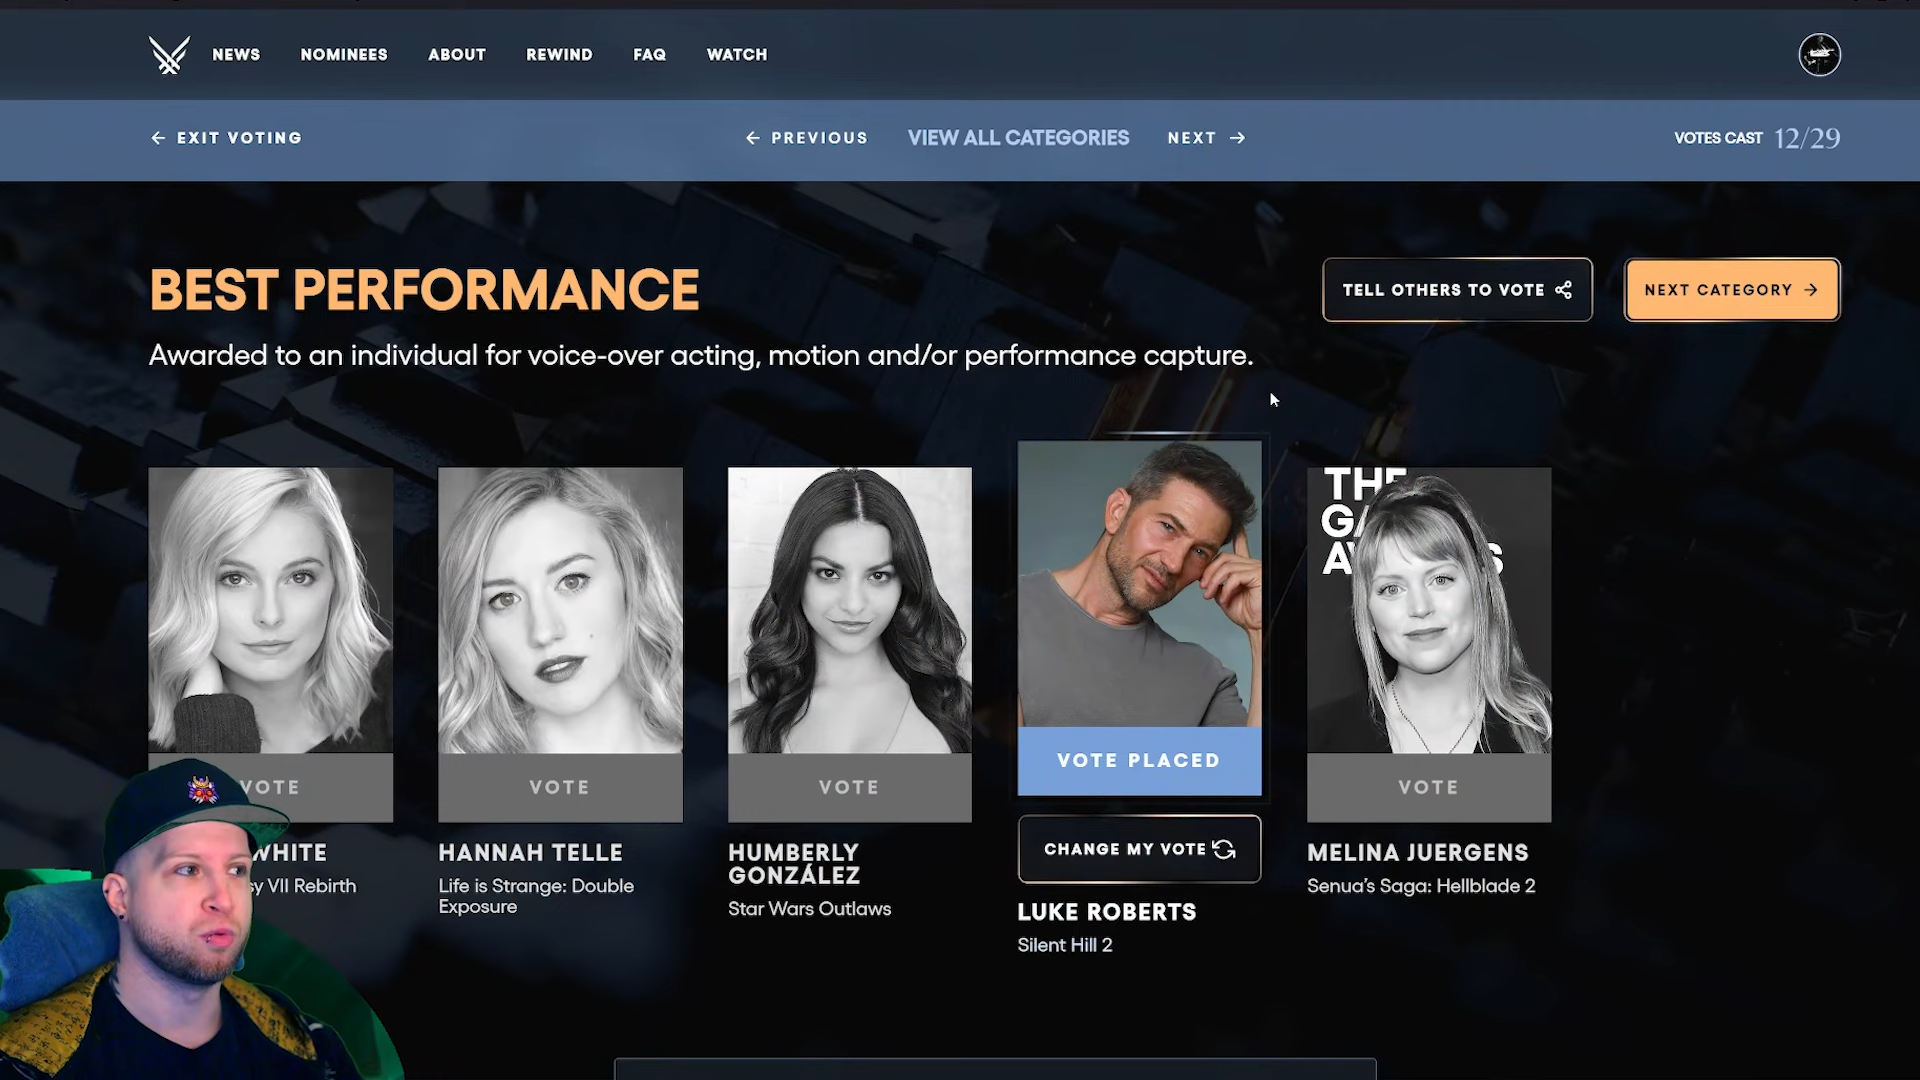 NEWS NOMINEES ABOUT REWIND FAQ WATCH
EXIT VOTING PREVIOUS VIEW ALL CATEGORIES NEXT VOTES CAST 12/29
BEST PERFORMANCE
TELL OTHERS TO VOTE
NEXT CATEGORY
Awarded to an individual for voice-over acting, motion and/or performance capture.
VOTE
WHITE
sy VII Rebirth
VOTE
HANNAH TELLE
Life is Strange: Double
Exposure
VOTE
HUMBERLY
GONZÁLEZ
Star Wars Outlaws
VOTE PLACED
CHANGE MY VOTE
LUKE ROBERTS
Silent Hill 2
THE
VOTE
MELINA JUERGENS
Senua's Saga: Hellblade 2